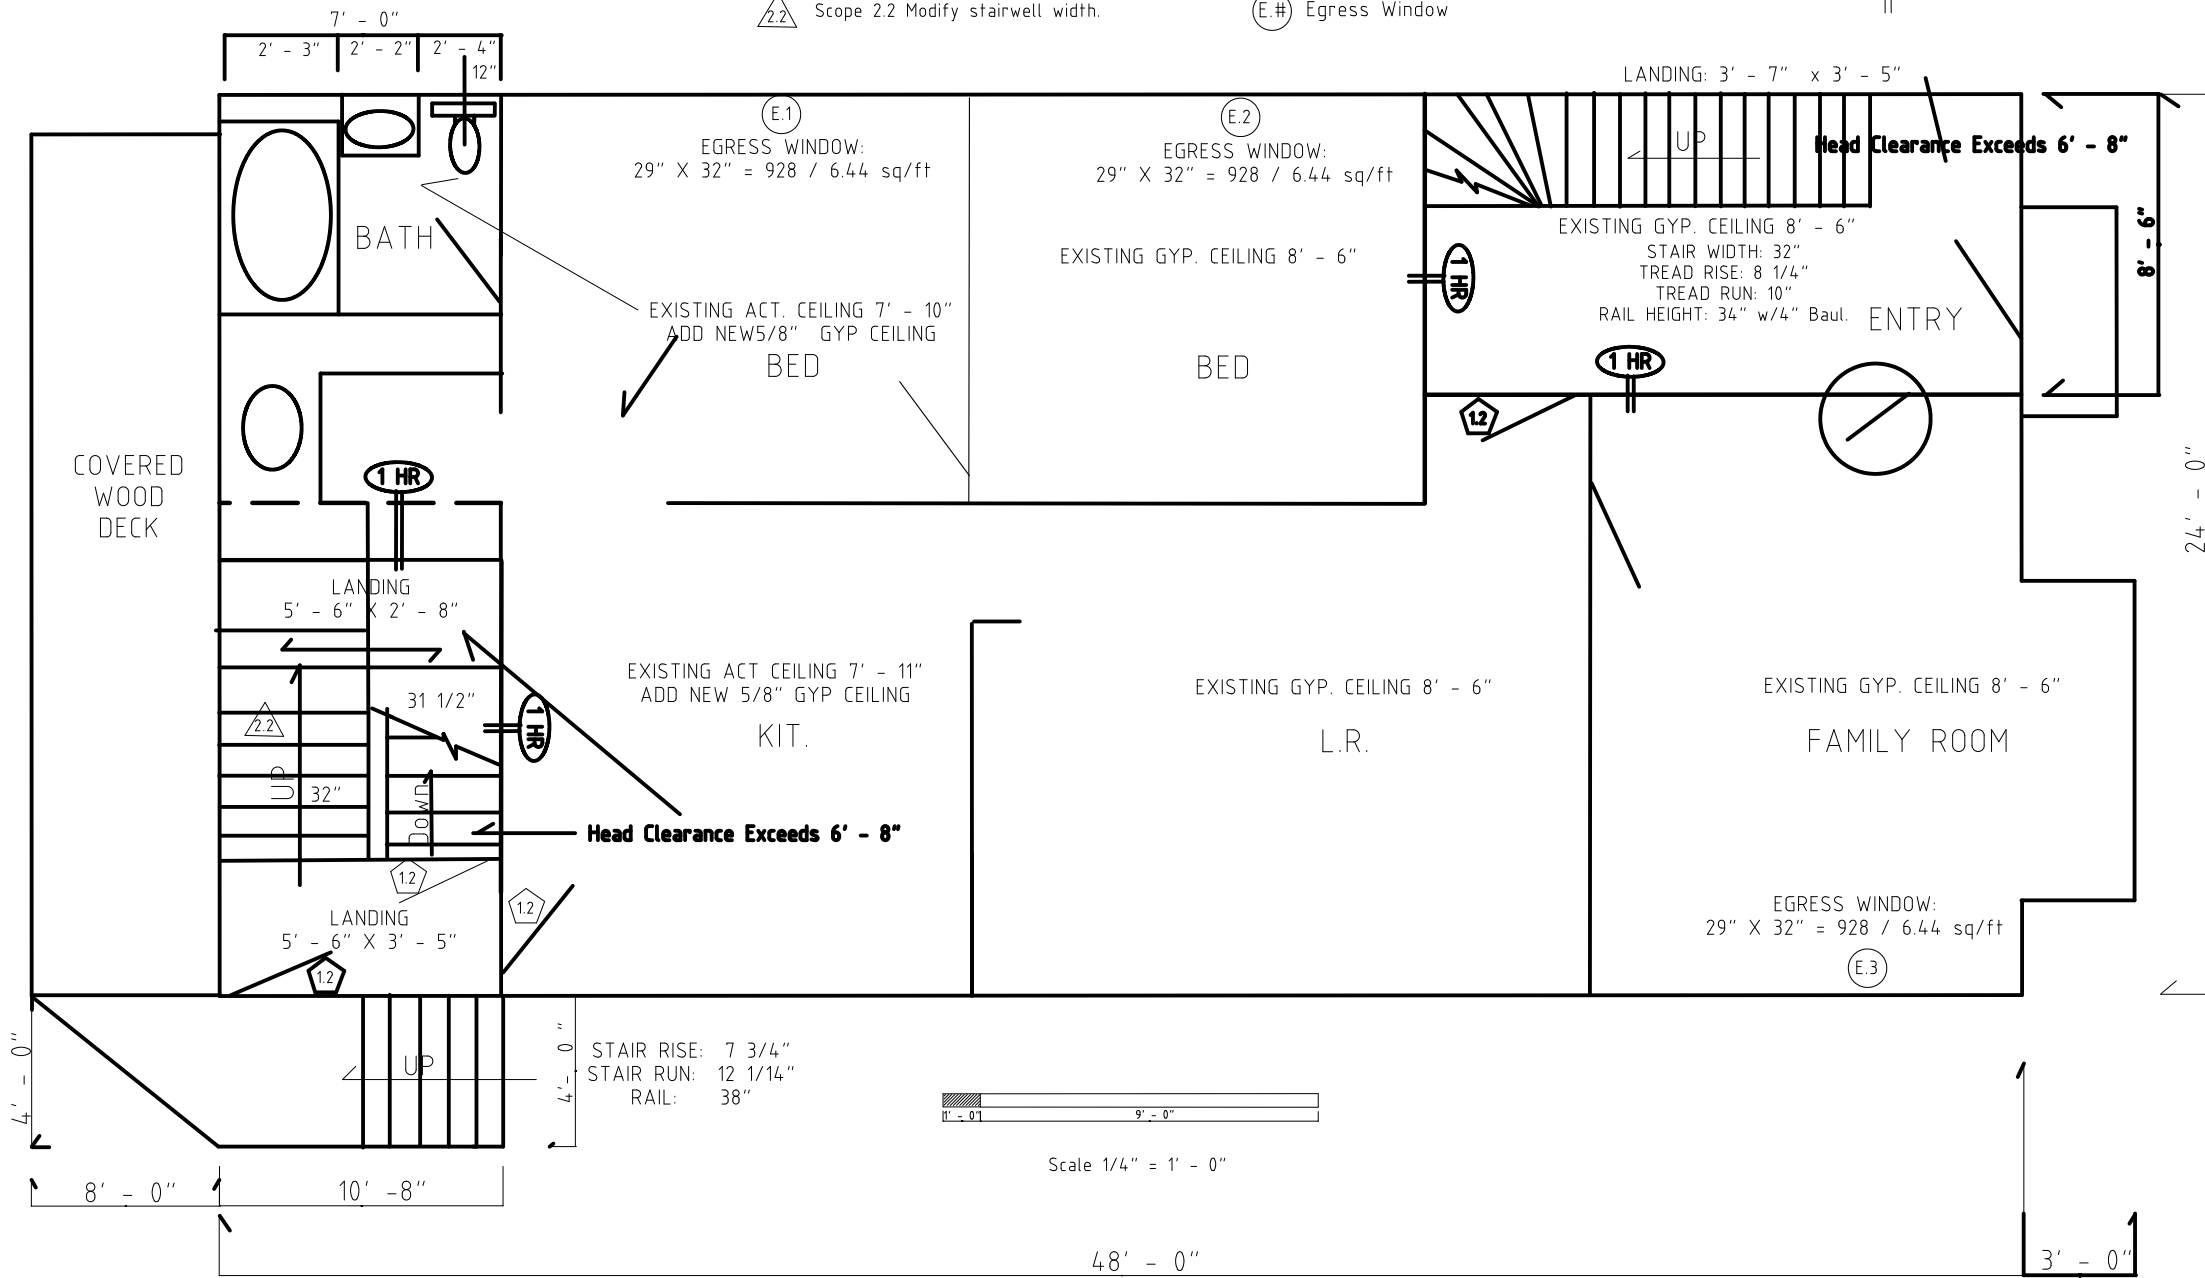 2.2 Scope 2.2 Modify stairwell width.
E.# Egress Window
7' - 0"
2' - 3" 2' - 2" 2' - 4"
12"
LANDING: 3' - 7" x 3' - 5"
E.1
EGRESS WINDOW:
29" X 32" = 928 / 6.44 sq/ft
E.2
EGRESS WINDOW:
29" X 32" = 928 / 6.44 sq/ft
UP
Head Clearance Exceeds 6' - 8"
BATH
EXISTING GYP. CEILING 8' - 6"
EXISTING GYP. CEILING 8' - 6"
STAIR WIDTH: 32"
TREAD RISE: 8 1/4"
TREAD RUN: 10"
RAIL HEIGHT: 34" w/4" Baul.
ENTRY
8' - 6"
1 HR
1 HR
EXISTING ACT. CEILING 7' - 10"
ADD NEW5/8" GYP CEILING
BED
BED
1.2
COVERED
WOOD
DECK
1 HR
24' - 0"
LANDING
5' - 6" X 2' - 8"
31 1/2"
2.2
UP
32"
Down
1 HR
EXISTING ACT CEILING 7' - 11"
ADD NEW 5/8" GYP CEILING
KIT.
EXISTING GYP. CEILING 8' - 6"
L.R.
EXISTING GYP. CEILING 8' - 6"
FAMILY ROOM
Head Clearance Exceeds 6' - 8"
1.2
1.2
LANDING
5' - 6" X 3' - 5"
1.2
EGRESS WINDOW:
29" X 32" = 928 / 6.44 sq/ft
E.3
4' - 0"
UP
4'- 0"
STAIR RISE: 7 3/4"
STAIR RUN: 12 1/14"
RAIL: 38"
1' - 0" 9' - 0"
Scale 1/4" = 1' - 0"
8' - 0"
10' -8"
48' - 0"
3' - 0"